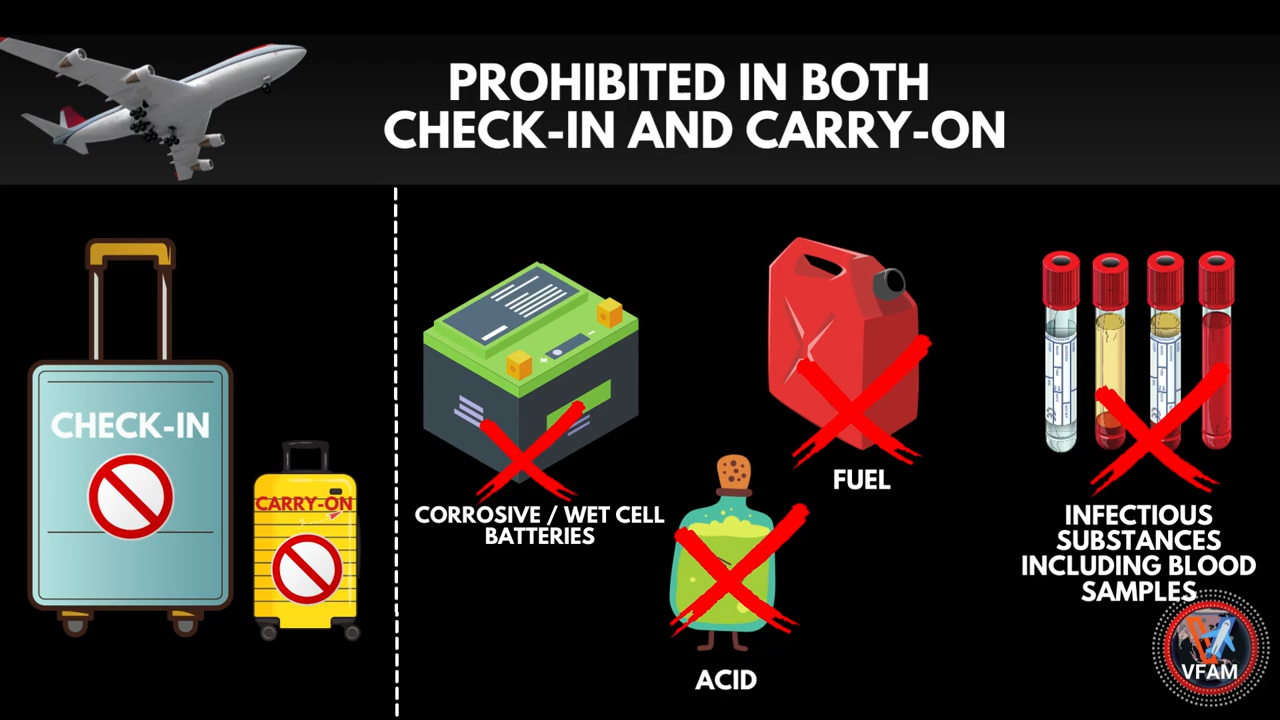 PROHIBITED IN BOTH
CHECK-IN AND CARRY-ON
CHECK-IN
CARRY-ON
CORROSIVE / WET CELL
BATTERIES
ACID
FUEL
INFECTIOUS
SUBSTANCES
INCLUDING BLOOD
SAMPLES
VFAM